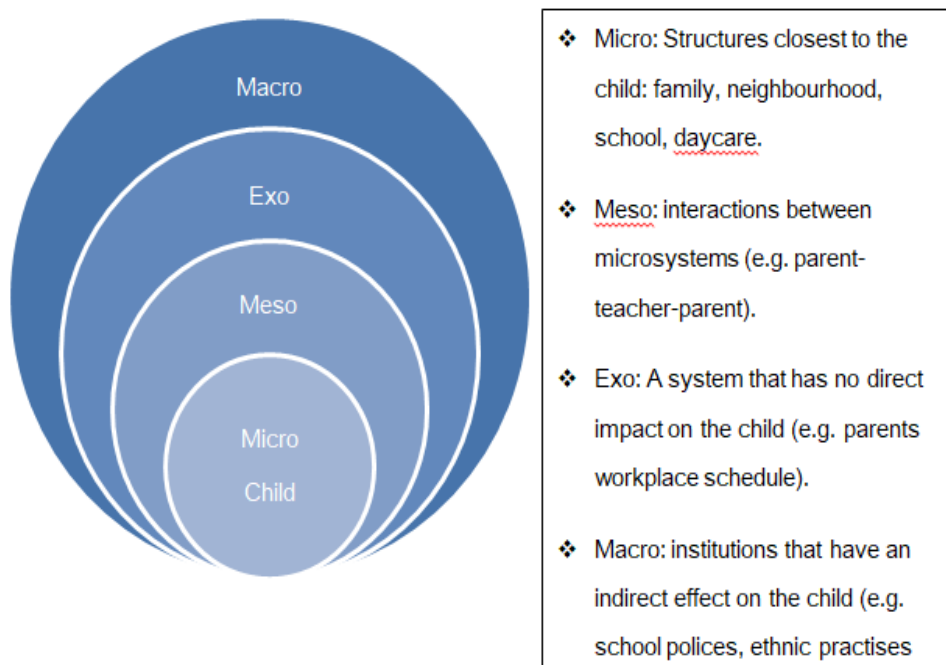 Macro
Exo
Meso
Micro
Child
❖ Micro: Structures closest to the
child: family, neighbourhood,
school, daycare.
❖ Meso: interactions between
microsystems (e.g. parent-
teacher-parent).
❖ Exo: A system that has no direct
impact on the child (e.g. parents
workplace schedule).
❖ Macro: institutions that have an
indirect effect on the child (e.g.
school polices, ethnic practises